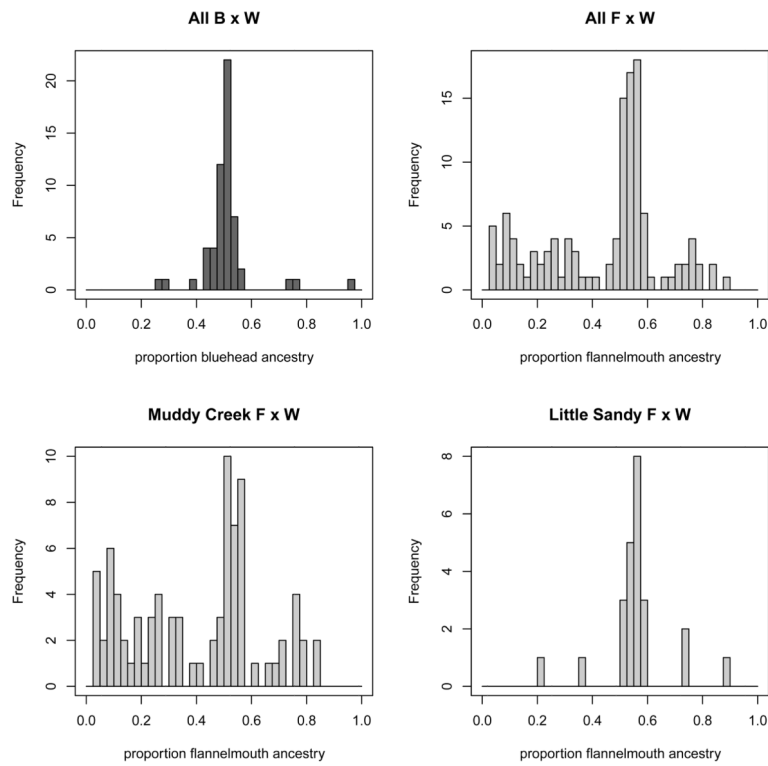 All B x W
Frequency
0 5 10 15 20
0.0 0.2 0.4 0.6 0.8 1.0
proportion bluehead ancestry
All F x W
Frequency
0 5 10 15
0.0 0.2 0.4 0.6 0.8 1.0
proportion flannelmouth ancestry
Muddy Creek F x W
Frequency
0 2 4 6 8 10
0.0 0.2 0.4 0.6 0.8 1.0
proportion flannelmouth ancestry
Little Sandy F x W
Frequency
0 2 4 6 8
0.0 0.2 0.4 0.6 0.8 1.0
proportion flannelmouth ancestry